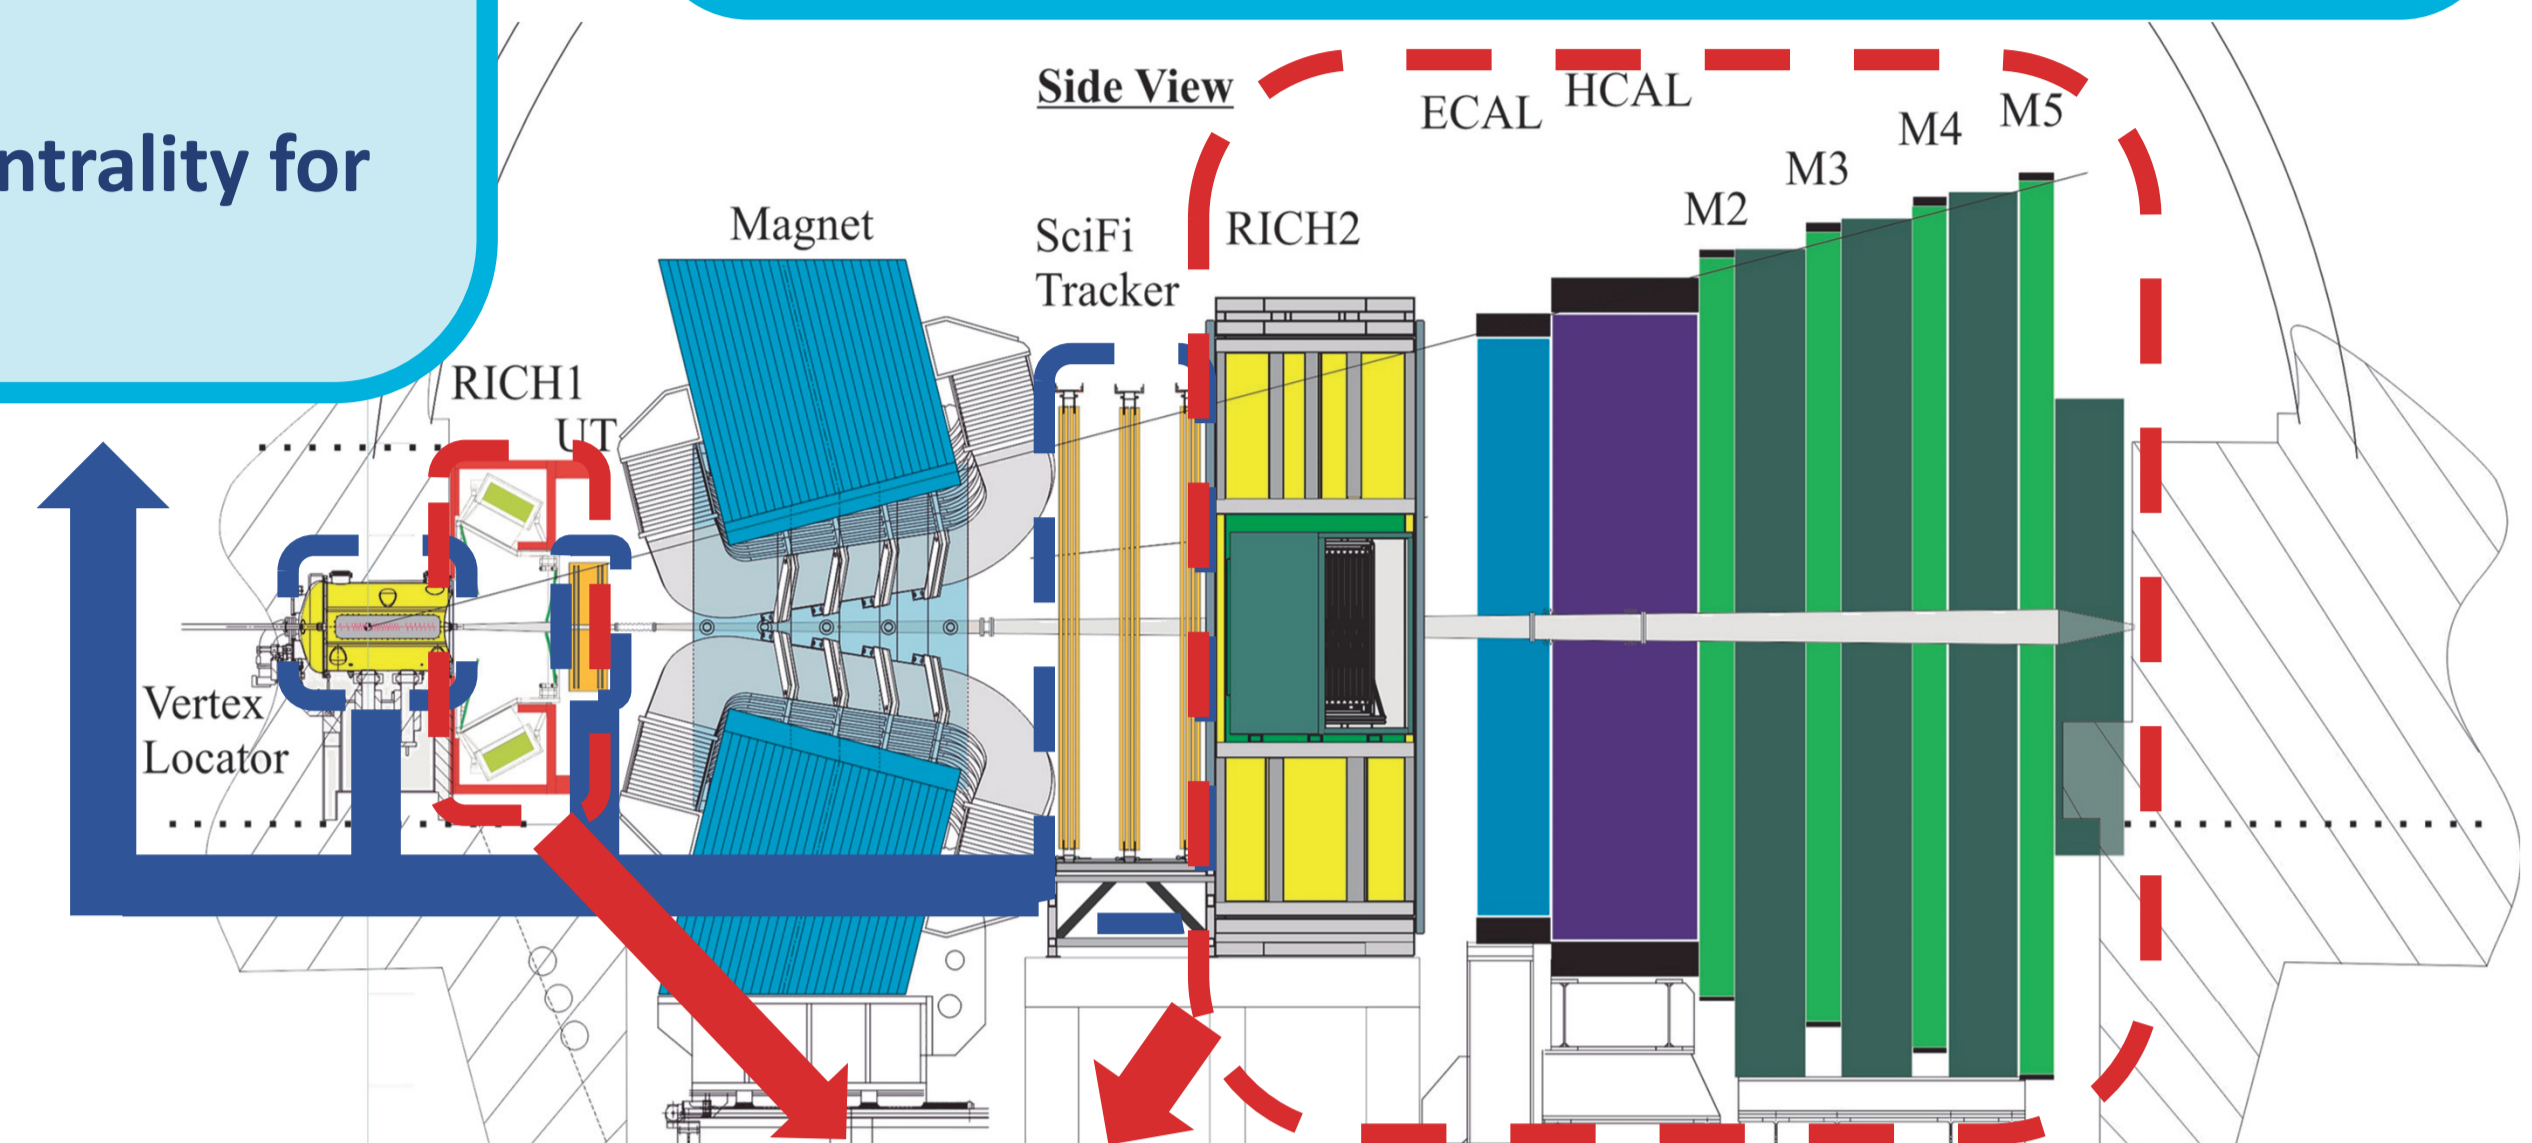 ntrality for
Side View
ECAL
HCAL
M2
M3
M4
M5
Magnet
SciFi
Tracker
RICH2
RICH1
UT
Vertex
Locator